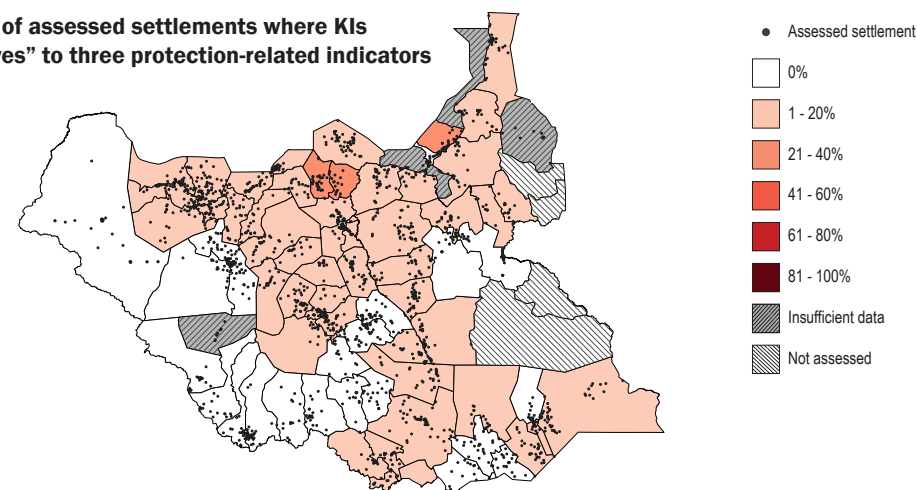 of assessed settlements where KIs
yes” to three protection-related indicators
Assessed settlement
0%
1 - 20%
21 - 40%
41 - 60%
61 - 80%
81 - 100%
Insufficient data
Not assessed